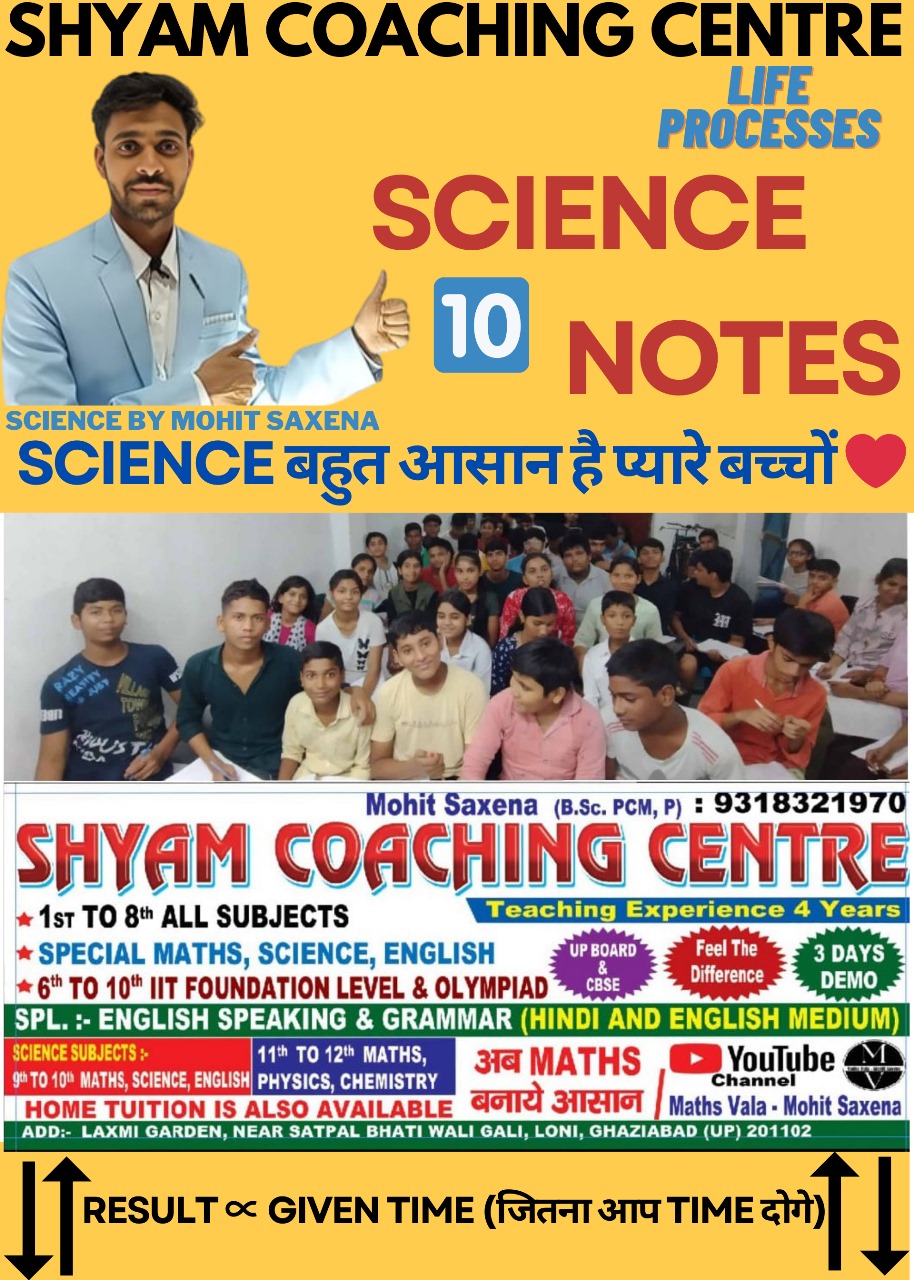 SHYAM COACHING CENTRE
LIFE
PROCESSES
SCIENCE
10
NOTES
SCIENCE BY MOHIT SAXENA
SCIENCE बहुत आसान है प्यारे बच्चों
Mohit Saxena (B.Sc. PCM, P) : 9318321970
SHYAM COACHING CENTRE
1ST TO 8th ALL SUBJECTS
Teaching Experience 4 Years
SPECIAL MATHS, SCIENCE, ENGLISH
6th TO 10th IIT FOUNDATION LEVEL & OLYMPIAD
UP BOARD
&
CBSE
Feel The
Difference
3 DAYS
DEMO
SPL. :- ENGLISH SPEAKING & GRAMMAR (HINDI AND ENGLISH MEDIUM)
SCIENCE SUBJECTS :-
9th TO 10th MATHS, SCIENCE, ENGLISH
11th TO 12th MATHS,
PHYSICS, CHEMISTRY
अब MATHS
बनाये आसान
YouTube
Channel
Maths Vala - Mohit Saxena
HOME TUITION IS ALSO AVAILABLE
ADD:- LAXMI GARDEN, NEAR SATPAL BHATI WALI GALI, LONI, GHAZIABAD (UP) 201102
RESULT ∝ GIVEN TIME (जितना आप TIME दोगे)